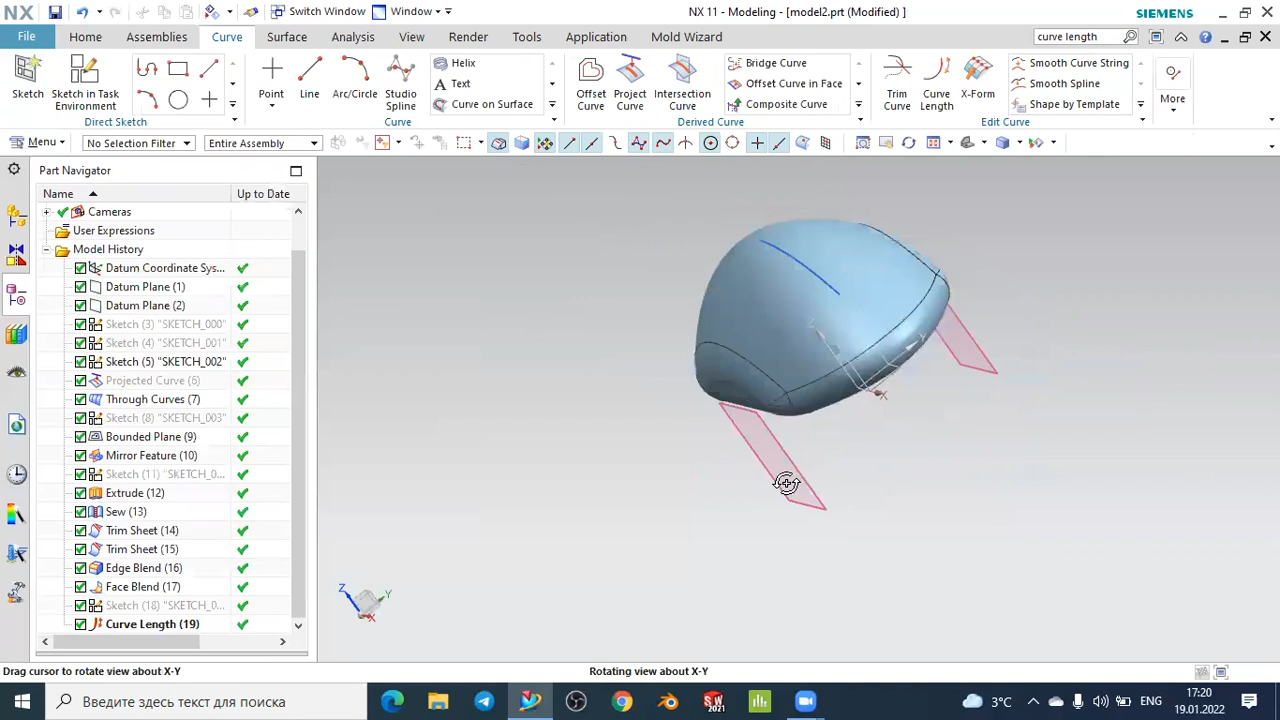 NX Switch Window Window NX 11 - Modeling - [model2.prt (Modified) ] SIEMENS
File Home Assemblies Curve Surface Analysis View Render Tools Application Mold Wizard curve length
Sketch Sketch in Task Environment Point Line Arc/Circle Studio Spline Helix Text Curve on Surface Offset Curve Project Curve Intersection Curve Bridge Curve Offset Curve in Face Composite Curve Trim Curve Curve Length X-Form Smooth Curve String Smooth Spline Shape by Template More
Direct Sketch Curve Derived Curve Edit Curve
Menu No Selection Filter Entire Assembly
Part Navigator
Name Up to Date
Cameras
User Expressions
Model History
Datum Coordinate Sys...
Datum Plane (1)
Datum Plane (2)
Sketch (3) "SKETCH_000"
Sketch (4) "SKETCH_001"
Sketch (5) "SKETCH_002"
Projected Curve (6)
Through Curves (7)
Sketch (8) "SKETCH_003"
Bounded Plane (9)
Mirror Feature (10)
Sketch (11) "SKETCH_0...
Extrude (12)
Sew (13)
Trim Sheet (14)
Trim Sheet (15)
Edge Blend (16)
Face Blend (17)
Sketch (18) "SKETCH_0...
Curve Length (19)
X
Z Y
X
Drag cursor to rotate view about X-Y Rotating view about X-Y
Введите здесь текст для поиска SW 2021 3°C ENG 17:20
19.01.2022